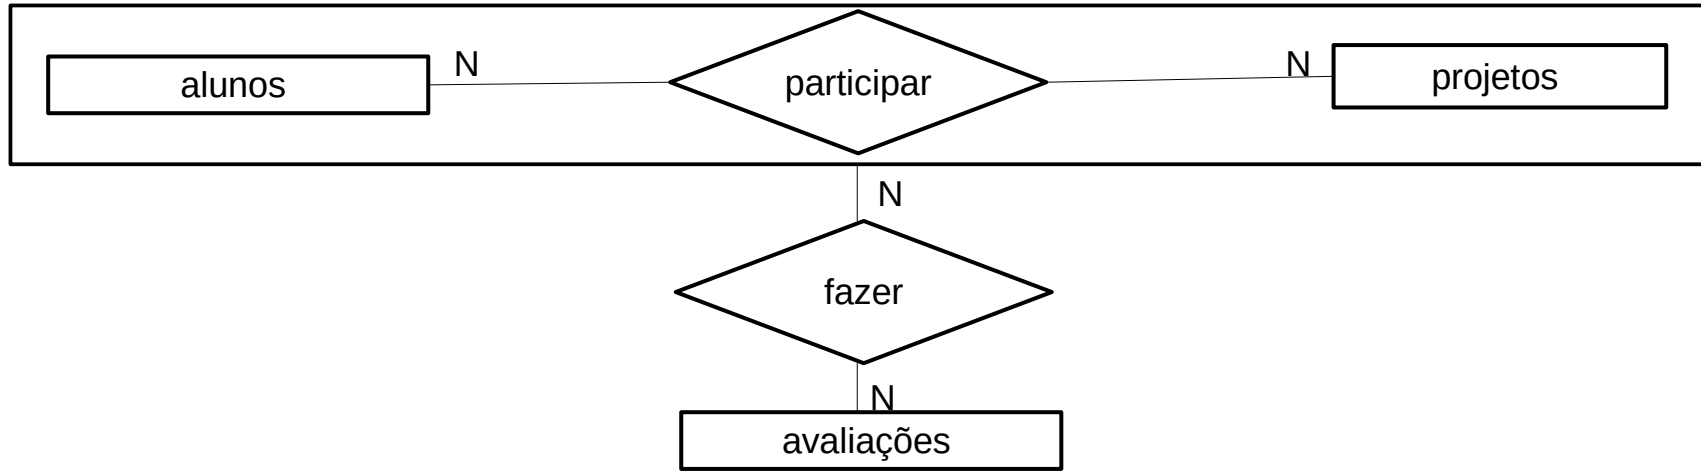 alunos
N
participar
N
projetos
N
fazer
N
avaliações